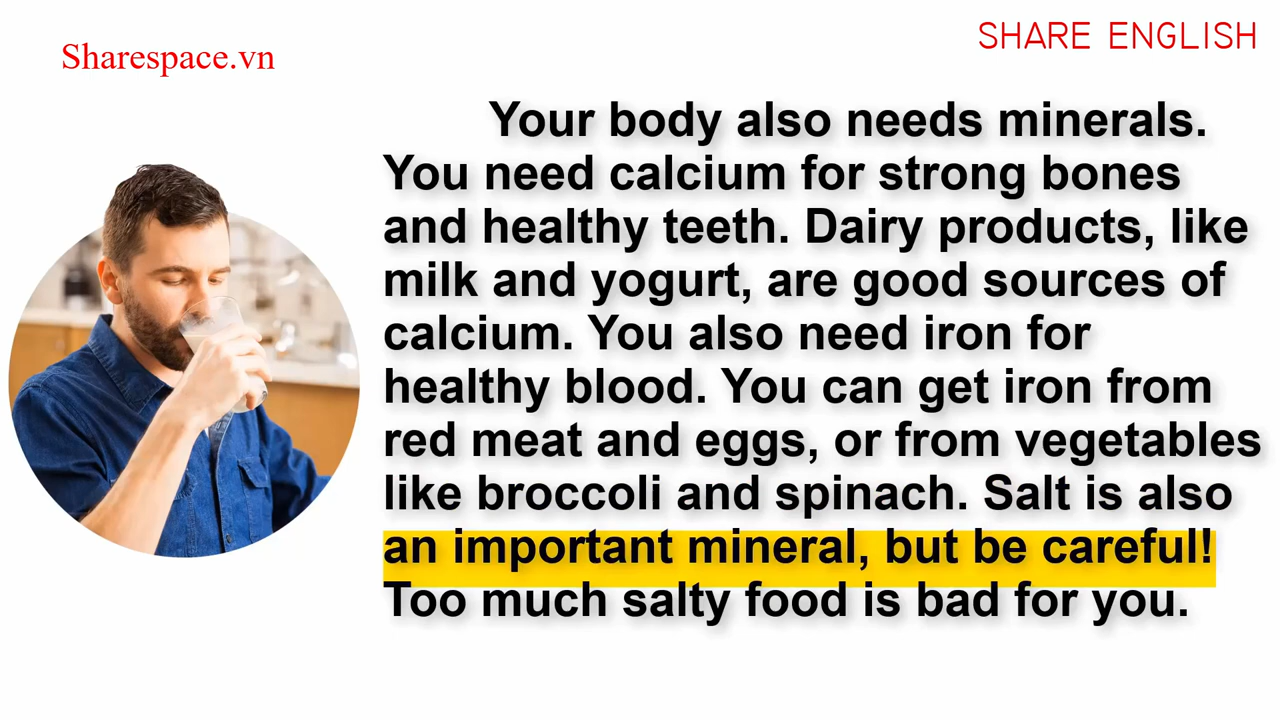 Sharespace.vn
SHARE ENGLISH
Your body also needs minerals.
You need calcium for strong bones
and healthy teeth. Dairy products, like
milk and yogurt, are good sources of
calcium. You also need iron for
healthy blood. You can get iron from
red meat and eggs, or from vegetables
like broccoli and spinach. Salt is also
an important mineral, but be careful!
Too much salty food is bad for you.